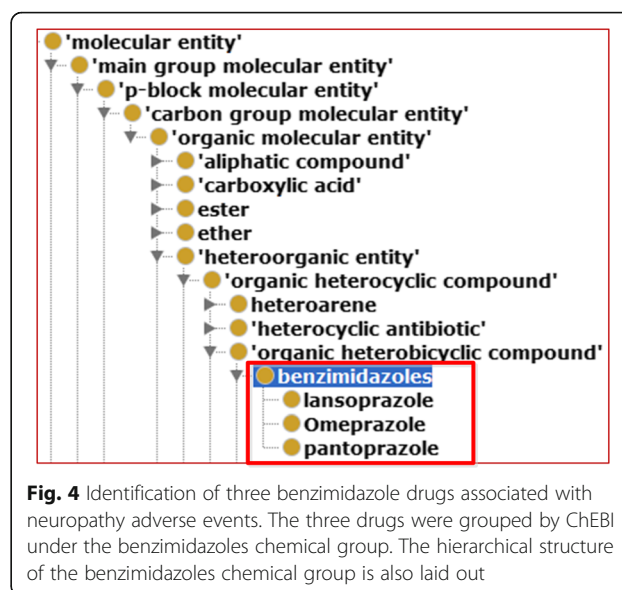 'molecular entity'
'main group molecular entity'
'p-block molecular entity'
'carbon group molecular entity'
'organic molecular entity'
'aliphatic compound'
'carboxylic acid'
ester
ether
'heteroorganic entity'
'organic heterocyclic compound'
heteroarene
'heterocyclic antibiotic'
'organic heterobicyclic compound'
benzimidazoles
lansoprazole
Omeprazole
pantoprazole
Fig. 4 Identification of three benzimidazole drugs associated with
neuropathy adverse events. The three drugs were grouped by ChEBI
under the benzimidazoles chemical group. The hierarchical structure
of the benzimidazoles chemical group is also laid out